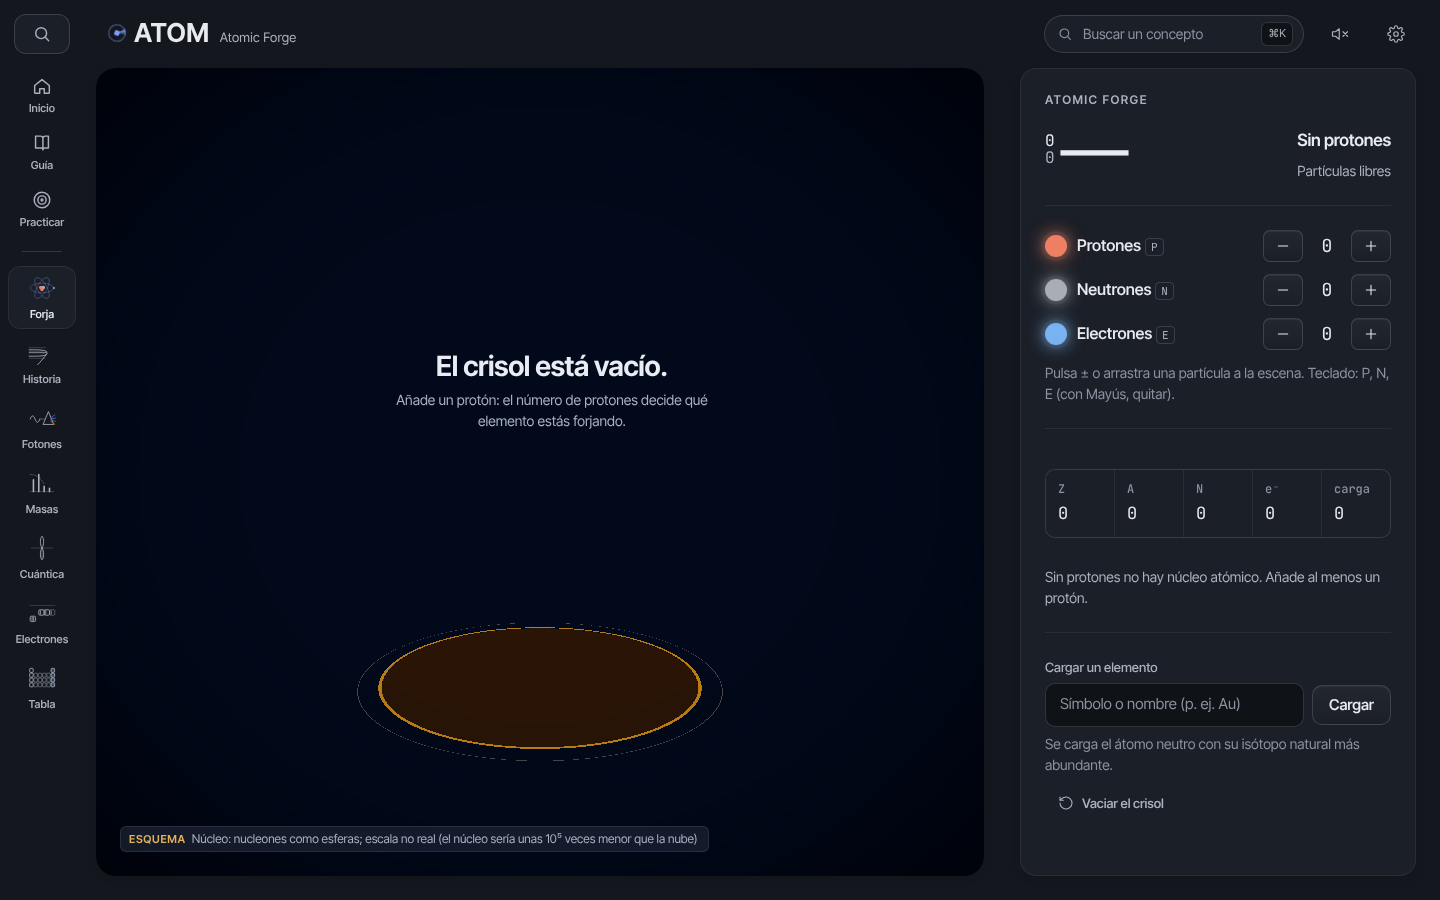 ATOM Atomic Forge
Buscar un concepto ⌘K
Inicio
Guía
Practicar
Forja
Historia
Fotones
Masas
Cuántica
Electrones
Tabla
El crisol está vacío.
Añade un protón: el número de protones decide qué
elemento estás forjando.
ESQUEMA Núcleo: nucleones como esferas; escala no real (el núcleo sería unas 10⁵ veces menor que la nube)
ATOMIC FORGE
0
0 —
Sin protones
Partículas libres
Protones P − 0 +
Neutrones N − 0 +
Electrones E − 0 +
Pulsa ± o arrastra una partícula a la escena. Teclado: P, N,
E (con Mayús, quitar).
Z A N e⁻ carga
0 0 0 0 0
Sin protones no hay núcleo atómico. Añade al menos un
protón.
Cargar un elemento
Símbolo o nombre (p. ej. Au) Cargar
Se carga el átomo neutro con su isótopo natural más
abundante.
Vaciar el crisol